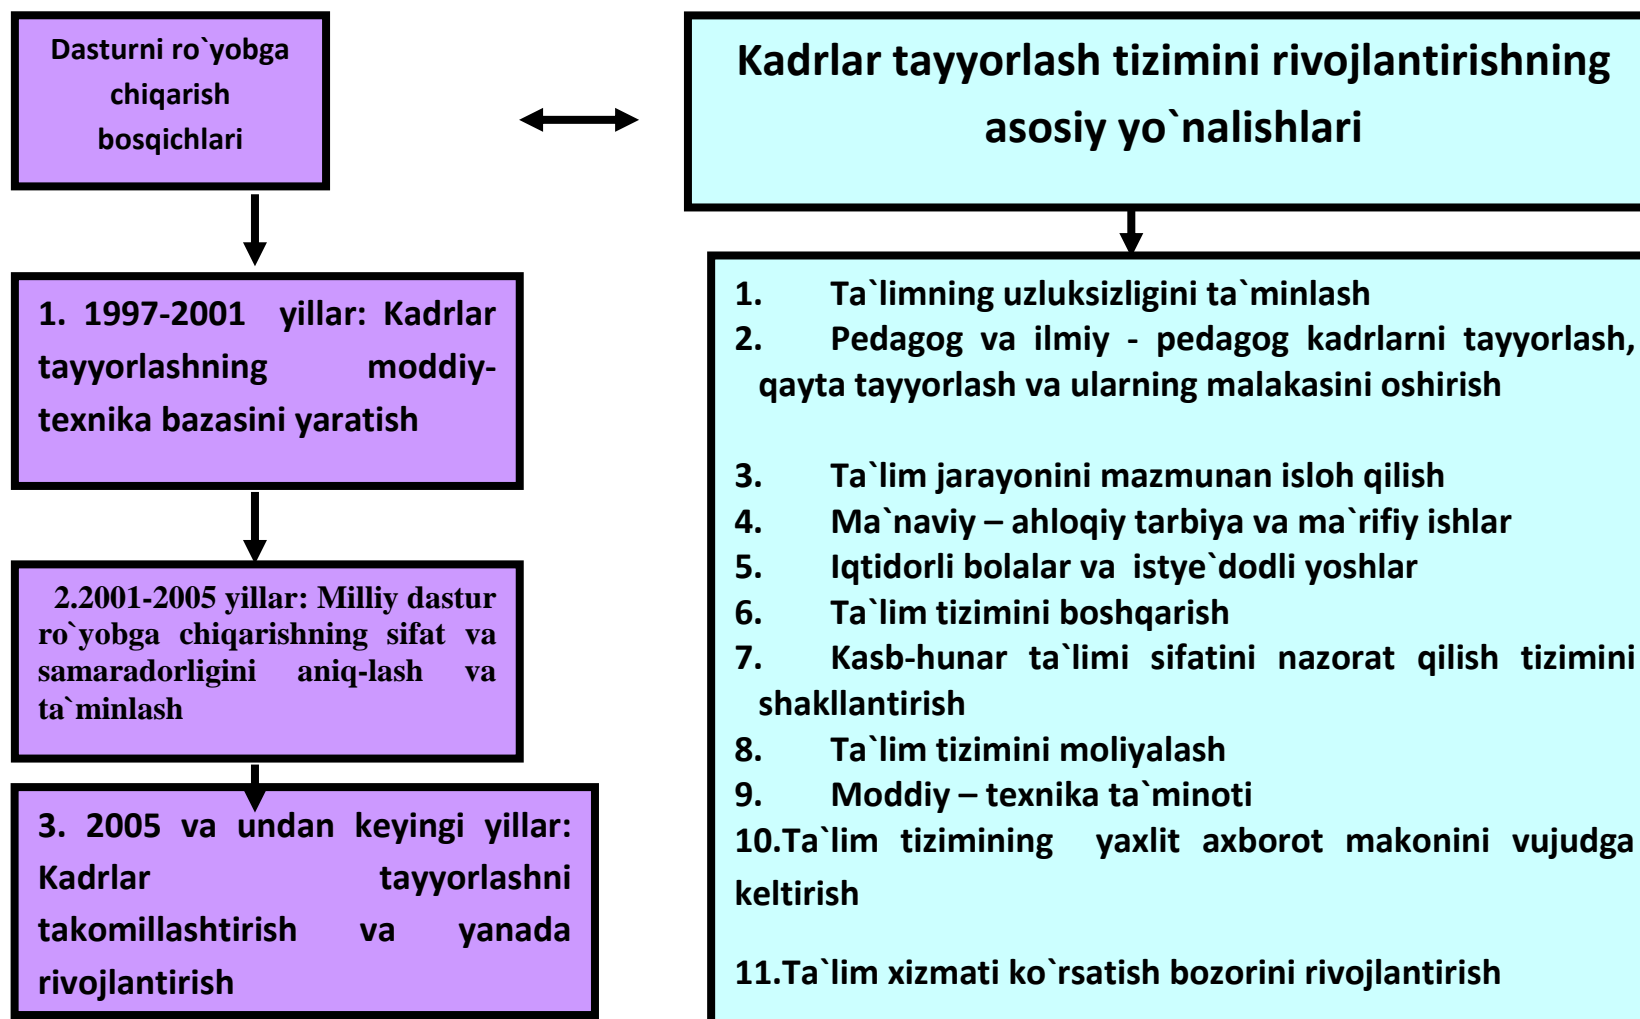 Dasturni ro`yobga
chiqarish
bosqichlari
Kadrlar tayyorlash tizimini rivojlantirishning
asosiy yo`nalishlari
1. 1997-2001 yillar: Kadrlar
tayyorlashning moddiy-
texnika bazasini yaratish
2.2001-2005 yillar: Milliy dastur
ro`yobga chiqarishning sifat va
samaradorligini aniq-lash va
ta`minlash
3. 2005 va undan keyingi yillar:
Kadrlar tayyorlashni
takomillashtirish va yanada
rivojlantirish
1. Ta`limning uzluksizligini ta`minlash
2. Pedagog va ilmiy - pedagog kadrlarni tayyorlash,
qayta tayyorlash va ularning malakasini oshirish
3. Ta`lim jarayonini mazmunan isloh qilish
4. Ma`naviy – ahloqiy tarbiya va ma`rifiy ishlar
5. Iqtidorli bolalar va istye`dodli yoshlar
6. Ta`lim tizimini boshqarish
7. Kasb-hunar ta`limi sifatini nazorat qilish tizimini
shakllantirish
8. Ta`lim tizimini moliyalash
9. Moddiy – texnika ta`minoti
10.Ta`lim tizimining yaxlit axborot makonini vujudga
keltirish
11.Ta`lim xizmati ko`rsatish bozorini rivojlantirish